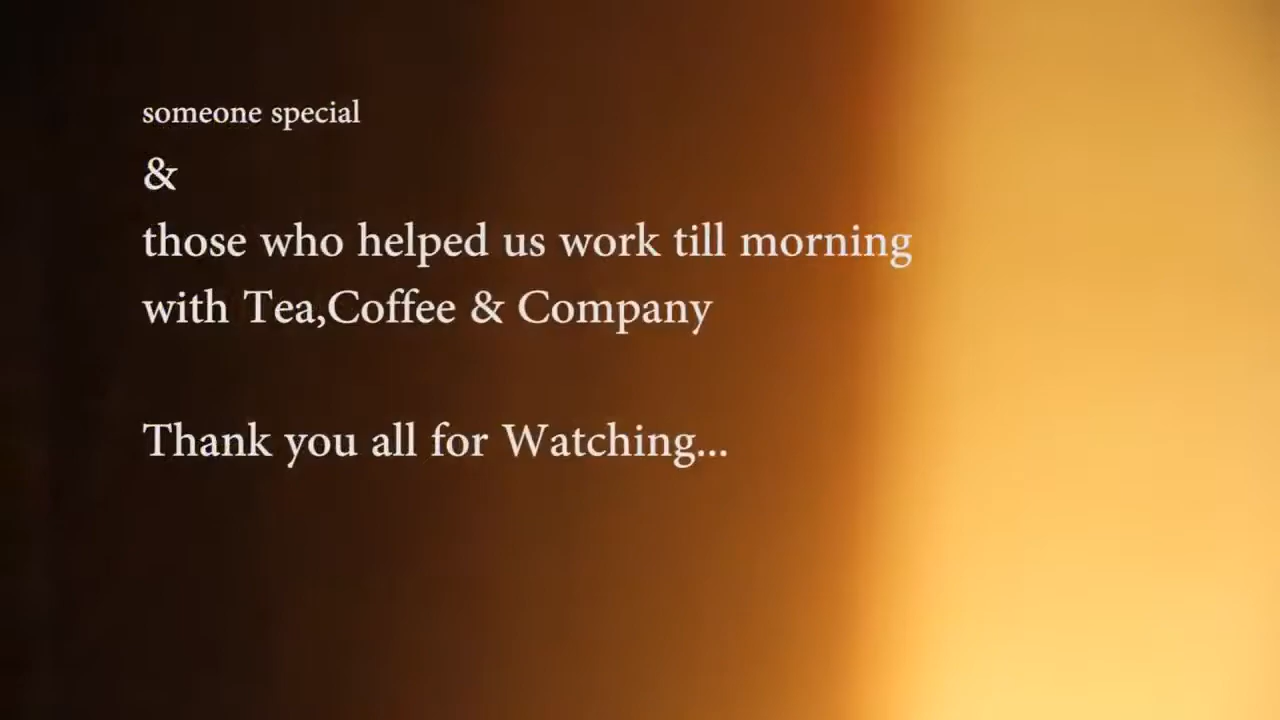 someone special
&
those who helped us work till morning
with Tea,Coffee & Company
Thank you all for Watching...